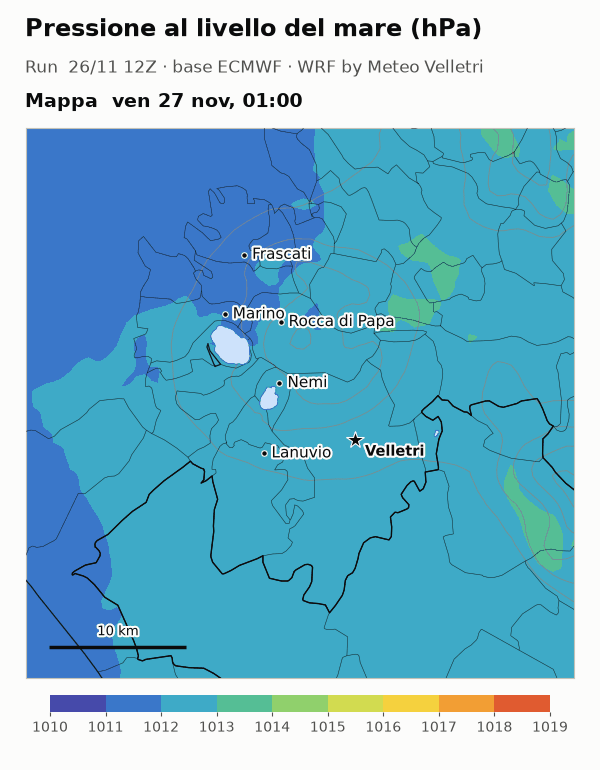 Pressione al livello del mare (hPa)
Run  26/11 12Z · base ECMWF · WRF by Meteo Velletri
Mappa  ven 27 nov, 01:00
Frascati
Marino
Rocca di Papa
Nemi
Velletri
Lanuvio
10 km
1010 1011 1012 1013 1014 1015 1016 1017 1018 1019